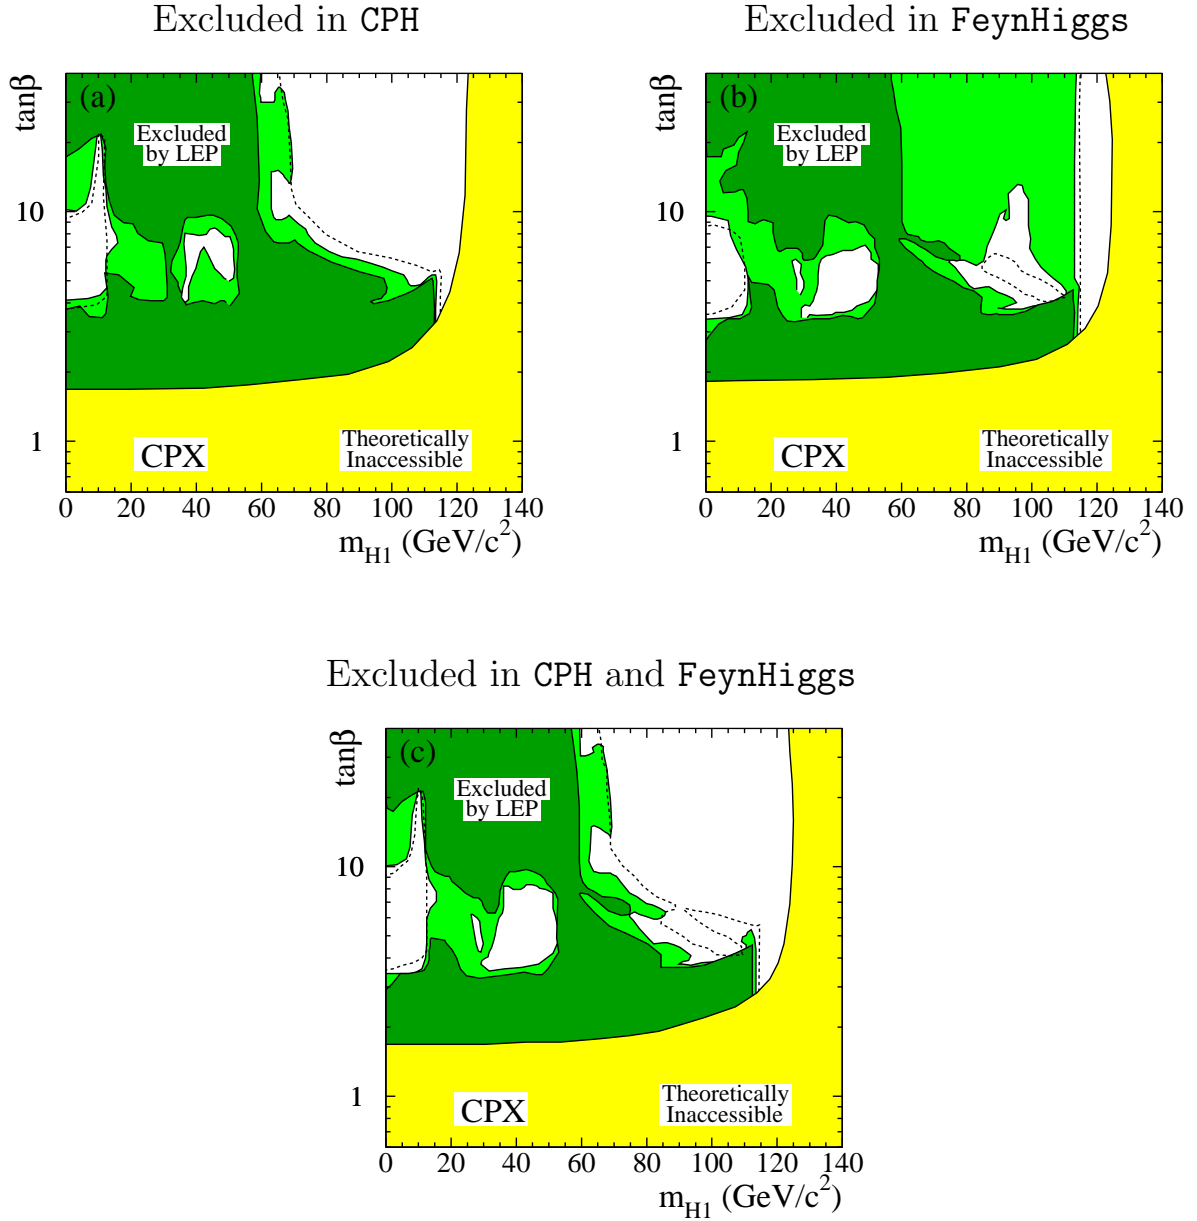 Excluded in CPH
tanβ
(a)
Excluded
by LEP
10
1
CPX
Theoretically
Inaccessible
0 20 40 60 80 100 120 140
m_H1 (GeV/c²)
Excluded in FeynHiggs
tanβ
(b)
Excluded
by LEP
10
1
CPX
Theoretically
Inaccessible
0 20 40 60 80 100 120 140
m_H1 (GeV/c²)
Excluded in CPH and FeynHiggs
tanβ
(c)
Excluded
by LEP
10
1
CPX
Theoretically
Inaccessible
0 20 40 60 80 100 120 140
m_H1 (GeV/c²)